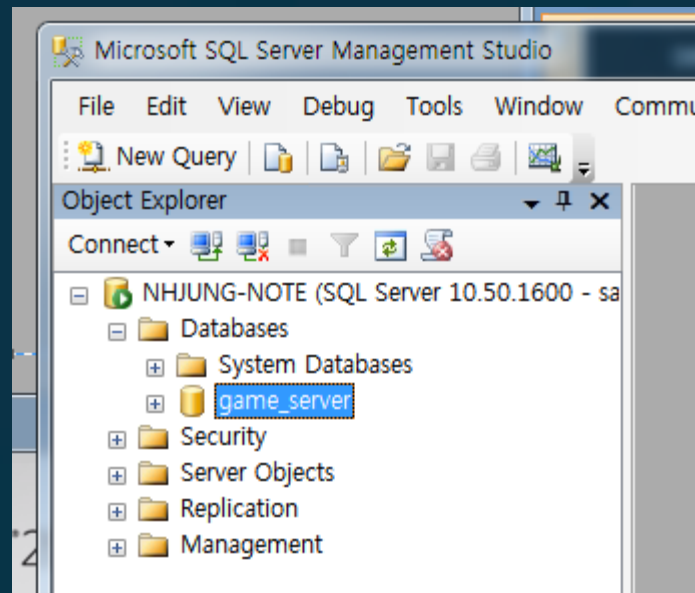 Microsoft SQL Server Management Studio
File Edit View Debug Tools Window Commu
New Query
Object Explorer
Connect
NHJUNG-NOTE (SQL Server 10.50.1600 - sa
Databases
System Databases
game_server
Security
Server Objects
Replication
Management